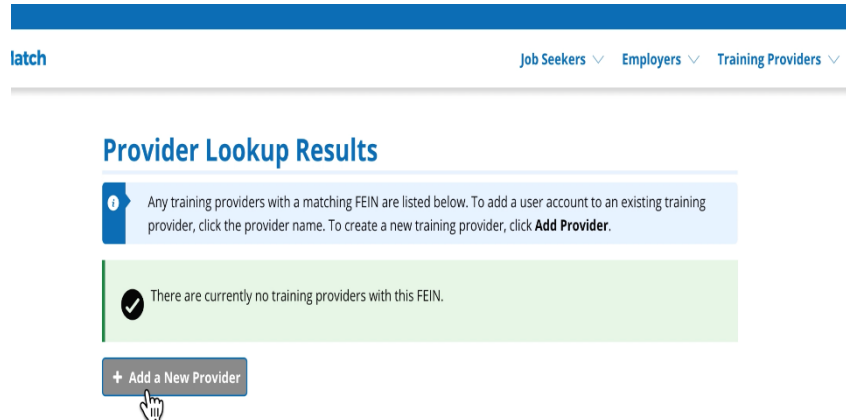 latch
Job Seekers Employers Training Providers
Provider Lookup Results
Any training providers with a matching FEIN are listed below. To add a user account to an existing training
provider, click the provider name. To create a new training provider, click Add Provider.
There are currently no training providers with this FEIN.
+ Add a New Provider